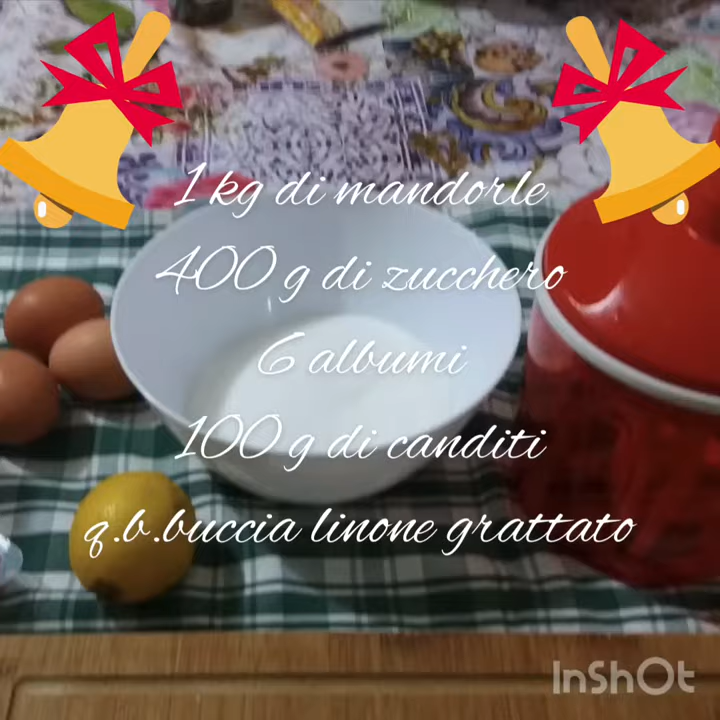 1 kg di mandorle
400 g di zucchero
6 albumi
100 g di canditi
q.b.buccia linone grattato
InShOt